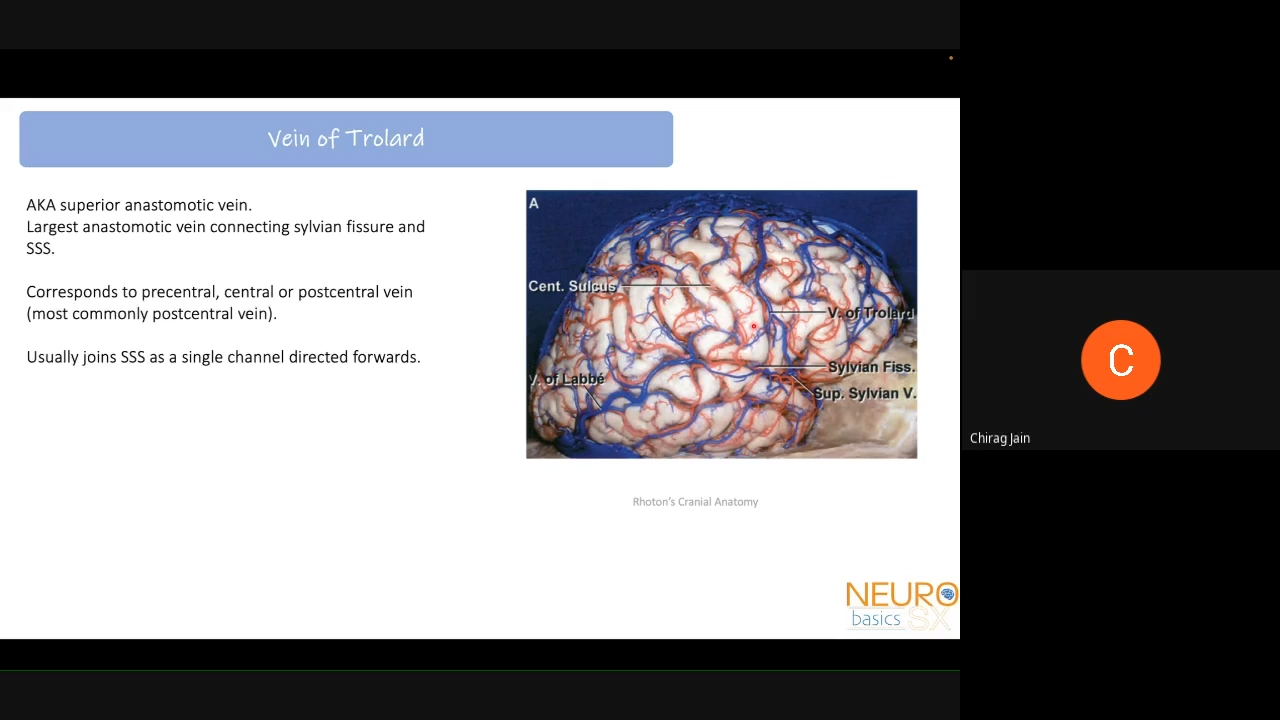 Vein of Trolard
AKA superior anastomotic vein.
Largest anastomotic vein connecting sylvian fissure and
SSS.
Corresponds to precentral, central or postcentral vein
(most commonly postcentral vein).
Usually joins SSS as a single channel directed forwards.
A
Cent. Sulcus
V. of Trolard
Sylvian Fiss.
V. of Labbé
Sup. Sylvian V.
Rhoton's Cranial Anatomy
NEURO
basics SX
C
Chirag Jain